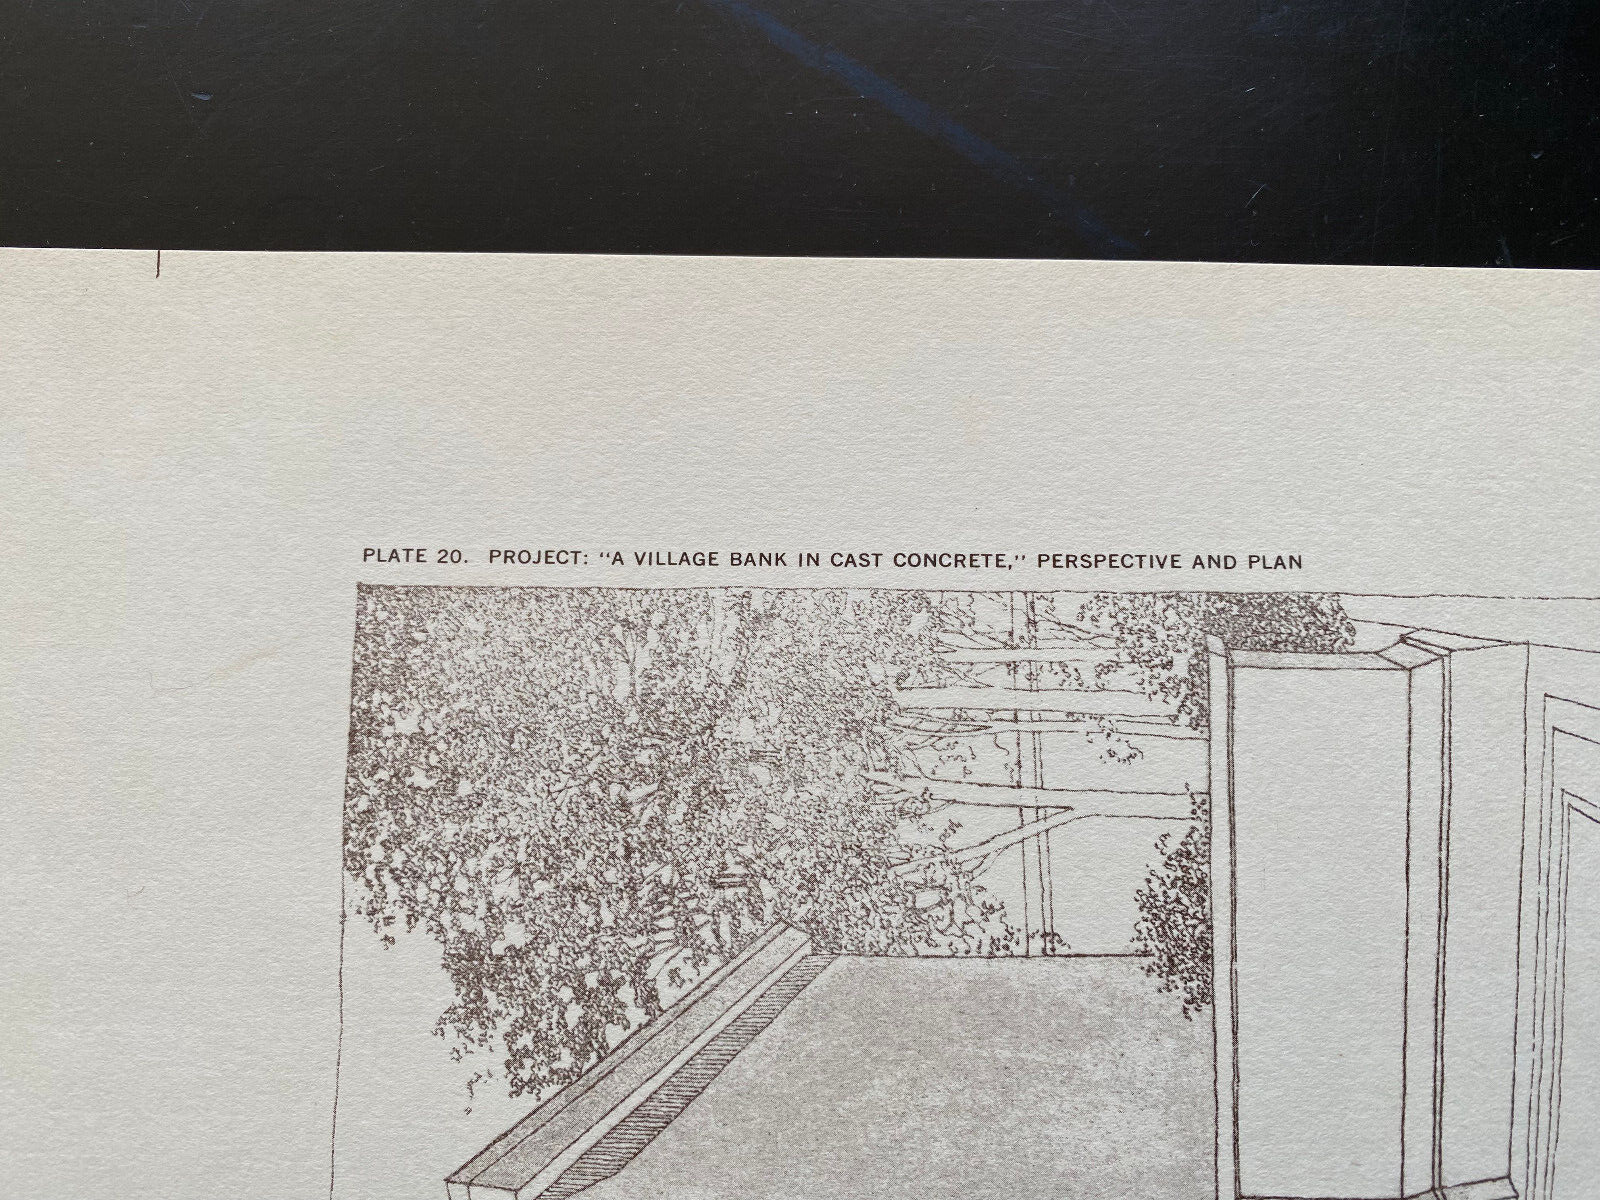 PLATE 20. PROJECT: “A VILLAGE BANK IN CAST CONCRETE,” PERSPECTIVE AND PLAN